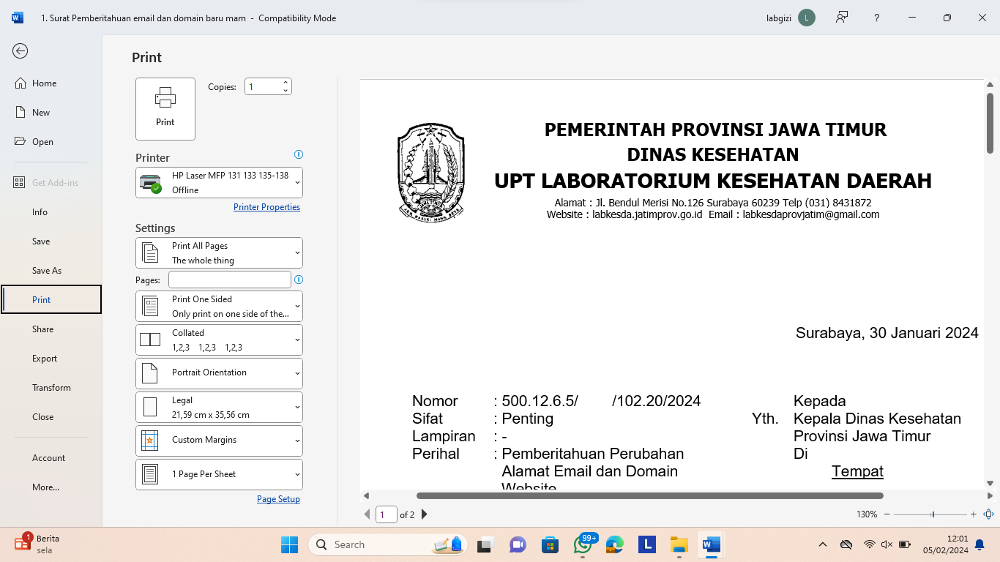 1. Surat Pemberitahuan email dan domain baru mam - Compatibility Mode
labgizi
L
?
Print
Home
New
Open
Get Add-ins
Info
Save
Save As
Print
Share
Export
Transform
Close
Account
More...
Print
Copies: 1
Printer
HP Laser MFP 131 133 135-138
Offline
Printer Properties
Settings
Print All Pages
The whole thing
Pages:
Print One Sided
Only print on one side of the...
Collated
1,2,3 1,2,3 1,2,3
Portrait Orientation
Legal
21,59 cm x 35,56 cm
Custom Margins
1 Page Per Sheet
Page Setup
PEMERINTAH PROVINSI JAWA TIMUR
DINAS KESEHATAN
UPT LABORATORIUM KESEHATAN DAERAH
Alamat : Jl. Bendul Merisi No.126 Surabaya 60239 Telp (031) 8431872
Website : labkesda.jatimprov.go.id Email : labkesdaprovjatim@gmail.com
Surabaya, 30 Januari 2024
Nomor : 500.12.6.5/ /102.20/2024
Sifat : Penting
Lampiran : -
Perihal : Pemberitahuan Perubahan
Alamat Email dan Domain
Website
Kepada
Yth. Kepala Dinas Kesehatan
Provinsi Jawa Timur
Di
Tempat
1 of 2
130%
1
Berita
sela
Search
99+
L
W
12:01
05/02/2024